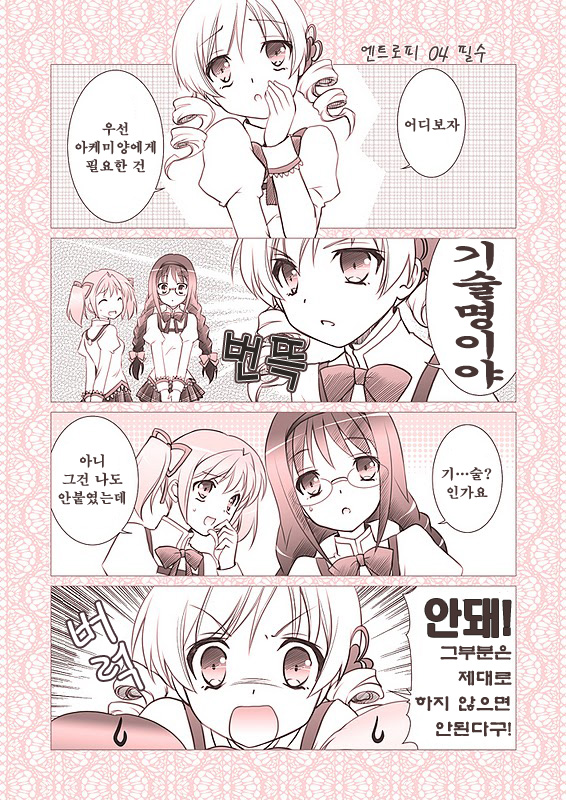 엔트로피 04 필수
어디보자
우선
아케미양에게
필요한 건
기술명이야
번뜩
기…술?
인가요
아니
그건 나도
안붙였는데
버럭
안돼!
그부분은
제대로
하지 않으면
안된다구!